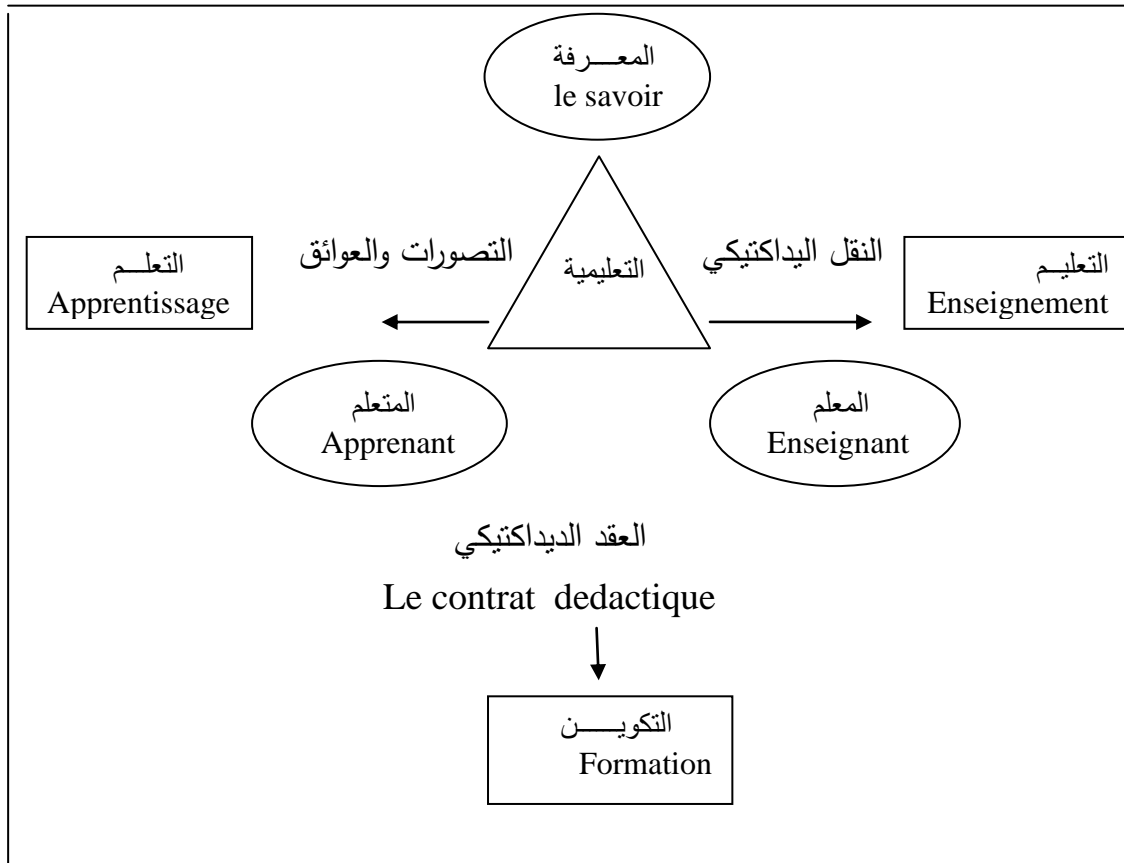 المعـــرفة
le savoir
النقل اليداكتيكي
التصورات والعوائق
التعليـم
Enseignement
التعليمية
التعلــم
Apprentissage
المعلم
Enseignant
المتعلم
Apprenant
العقد الديداكتيكي
Le contrat dedactique
التكويـــن
Formation